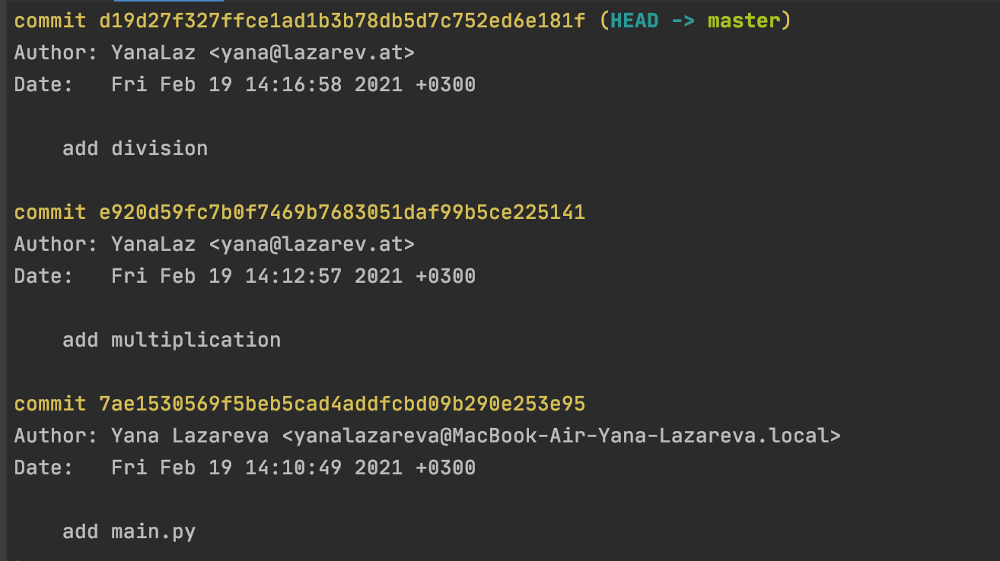 commit d19d27f327ffce1ad1b3b78db5d7c752ed6e181f (HEAD -> master)
Author: YanaLaz <yana@lazarev.at>
Date:   Fri Feb 19 14:16:58 2021 +0300
    add division
commit e920d59fc7b0f7469b7683051daf99b5ce225141
Author: YanaLaz <yana@lazarev.at>
Date:   Fri Feb 19 14:12:57 2021 +0300
    add multiplication
commit 7ae1530569f5beb5cad4addfcbd09b290e253e95
Author: Yana Lazareva <yanalazareva@MacBook-Air-Yana-Lazareva.local>
Date:   Fri Feb 19 14:10:49 2021 +0300
    add main.py